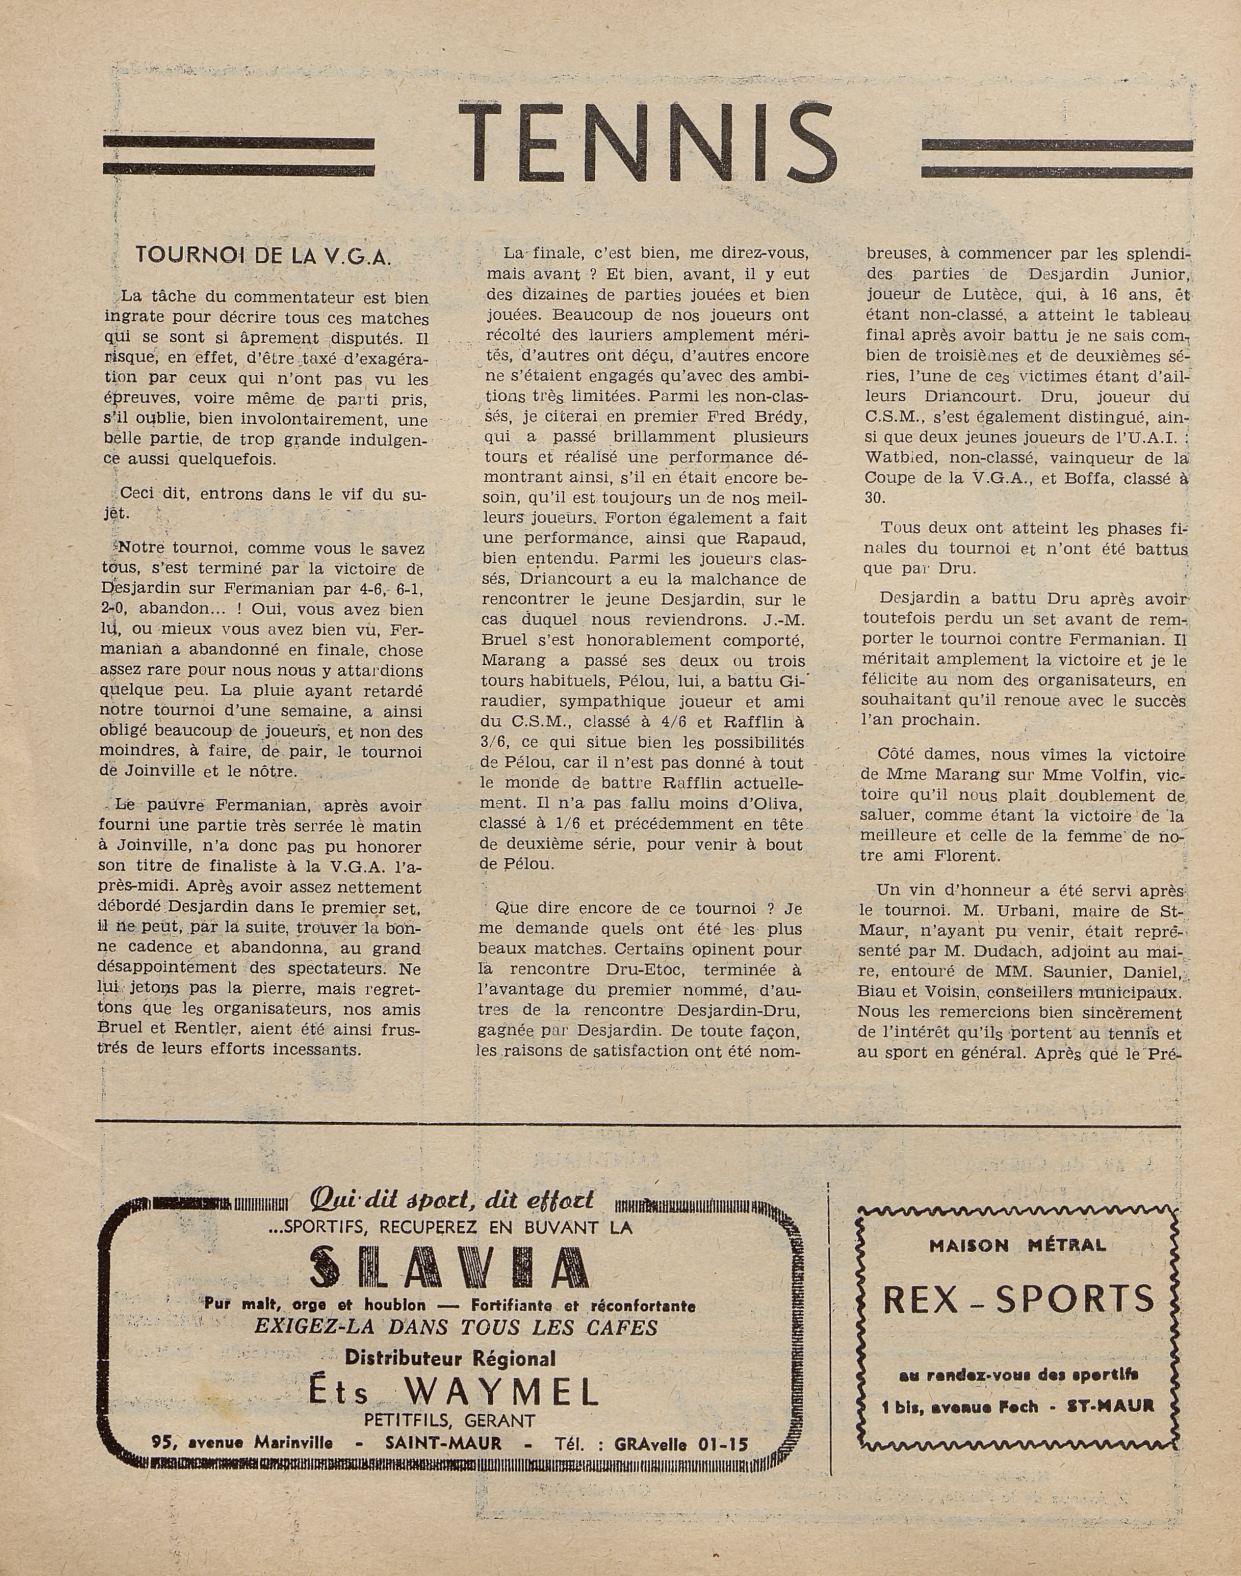 TENNIS
TOURNOI DE LA V.G.A.
La tâche du commentateur est bien
ingrate pour décrire tous ces matches
qui se sont si âprement disputés. Il
risque, en effet, d'être taxé d'exagéra-
tion par ceux qui n'ont pas vu les
épreuves, voire même de parti pris,
s'il oublie, bien involontairement, une
belle partie, de trop grande indulgen-
ce aussi quelquefois.
Ceci dit, entrons dans le vif du su-
jet.
Notre tournoi, comme vous le savez
tous, s'est terminé par la victoire de
Desjardin sur Fermanian par 4-6, 6-1,
2-0, abandon... ! Oui, vous avez bien
lu, ou mieux vous avez bien vu, Fer-
manian a abandonné en finale, chose
assez rare pour nous nous y attardions
quelque peu. La pluie ayant retardé
notre tournoi d'une semaine, a ainsi
obligé beaucoup de joueurs, et non des
moindres, à faire, de pair, le tournoi
de Joinville et le nôtre.
Le pauvre Fermanian, après avoir
fourni une partie très serrée le matin
à Joinville, n'a donc pas pu honorer
son titre de finaliste à la V.G.A. l'a-
près-midi. Après avoir assez nettement
débordé Desjardin dans le premier set,
il ne peut, par la suite, trouver la bon-
ne cadence et abandonna, au grand
désappointement des spectateurs. Ne
lui jetons pas la pierre, mais regret-
tons que les organisateurs, nos amis
Bruel et Rentler, aient été ainsi frus-
trés de leurs efforts incessants.
La finale, c'est bien, me direz-vous,
mais avant ? Et bien, avant, il y eut
des dizaines de parties jouées et bien
jouées. Beaucoup de nos joueurs ont
récolté des lauriers amplement méri-
tés, d'autres ont déçu, d'autres encore
ne s'étaient engagés qu'avec des ambi-
tions très limitées. Parmi les non-clas-
sés, je citerai en premier Fred Brédy,
qui a passé brillamment plusieurs
tours et réalisé une performance dé-
montrant ainsi, s'il en était encore be-
soin, qu'il est toujours un de nos meil-
leurs joueurs. Forton également a fait
une performance, ainsi que Rapaud,
bien entendu. Parmi les joueurs clas-
sés, Driancourt a eu la malchance de
rencontrer le jeune Desjardin, sur le
cas duquel nous reviendrons. J.-M.
Bruel s'est honorablement comporté,
Marang a passé ses deux ou trois
tours habituels, Pélou, lui, a battu Gi-
raudier, sympathique joueur et ami
du C.S.M., classé à 4/6 et Rafflin à
3/6, ce qui situe bien les possibilités
de Pélou, car il n'est pas donné à tout
le monde de battre Rafflin actuelle-
ment. Il n'a pas fallu moins d'Oliva,
classé à 1/6 et précédemment en tête
de deuxième série, pour venir à bout
de Pélou.
Que dire encore de ce tournoi ? Je
me demande quels ont été les plus
beaux matches. Certains opinent pour
la rencontre Dru-Etoc, terminée à
l'avantage du premier nommé, d'au-
tres de la rencontre Desjardin-Dru,
gagnée par Desjardin. De toute façon,
les raisons de satisfaction ont été nom-
breuses, à commencer par les splendi-
des parties de Desjardin Junior,
joueur de Lutèce, qui, à 16 ans, et
étant non-classé, a atteint le tableau
final après avoir battu je ne sais com-
bien de troisièmes et de deuxièmes sé-
ries, l'une de ces victimes étant d'ail-
leurs Driancourt. Dru, joueur du
C.S.M., s'est également distingué, ain-
si que deux jeunes joueurs de l'U.A.I. :
Watbled, non-classé, vainqueur de la
Coupe de la V.G.A., et Boffa, classé à
30.
Tous deux ont atteint les phases fi-
nales du tournoi et n'ont été battus
que par Dru.
Desjardin a battu Dru après avoir
toutefois perdu un set avant de rem-
porter le tournoi contre Fermanian. Il
méritait amplement la victoire et je le
félicite au nom des organisateurs, en
souhaitant qu'il renoue avec le succès
l'an prochain.
Côté dames, nous vîmes la victoire
de Mme Marang sur Mme Volfin, vic-
toire qu'il nous plaît doublement de
saluer, comme étant la victoire de la
meilleure et celle de la femme de no-
tre ami Florent.
Un vin d'honneur a été servi après
le tournoi. M. Urbani, maire de St-
Maur, n'ayant pu venir, était repré-
senté par M. Dudach, adjoint au mai-
re, entouré de MM. Saunier, Daniel,
Biau et Voisin, conseillers municipaux.
Nous les remercions bien sincèrement
de l'intérêt qu'ils portent au tennis et
au sport en général. Après que le Pré-
Qui dit sport, dit effort
...SPORTIFS, RECUPEREZ EN BUVANT LA
SLAVIA
Pur malt, orge et houblon — Fortifiante et réconfortante
EXIGEZ-LA DANS TOUS LES CAFES
Distributeur Régional
Éts WAYMEL
PETITFILS, GERANT
95, avenue Marinville - SAINT-MAUR - Tél. : GRAvelle 01-15
MAISON MÉTRAL
REX - SPORTS
au rendez-vous des sportifs
1 bis, avenue Foch - ST-MAUR